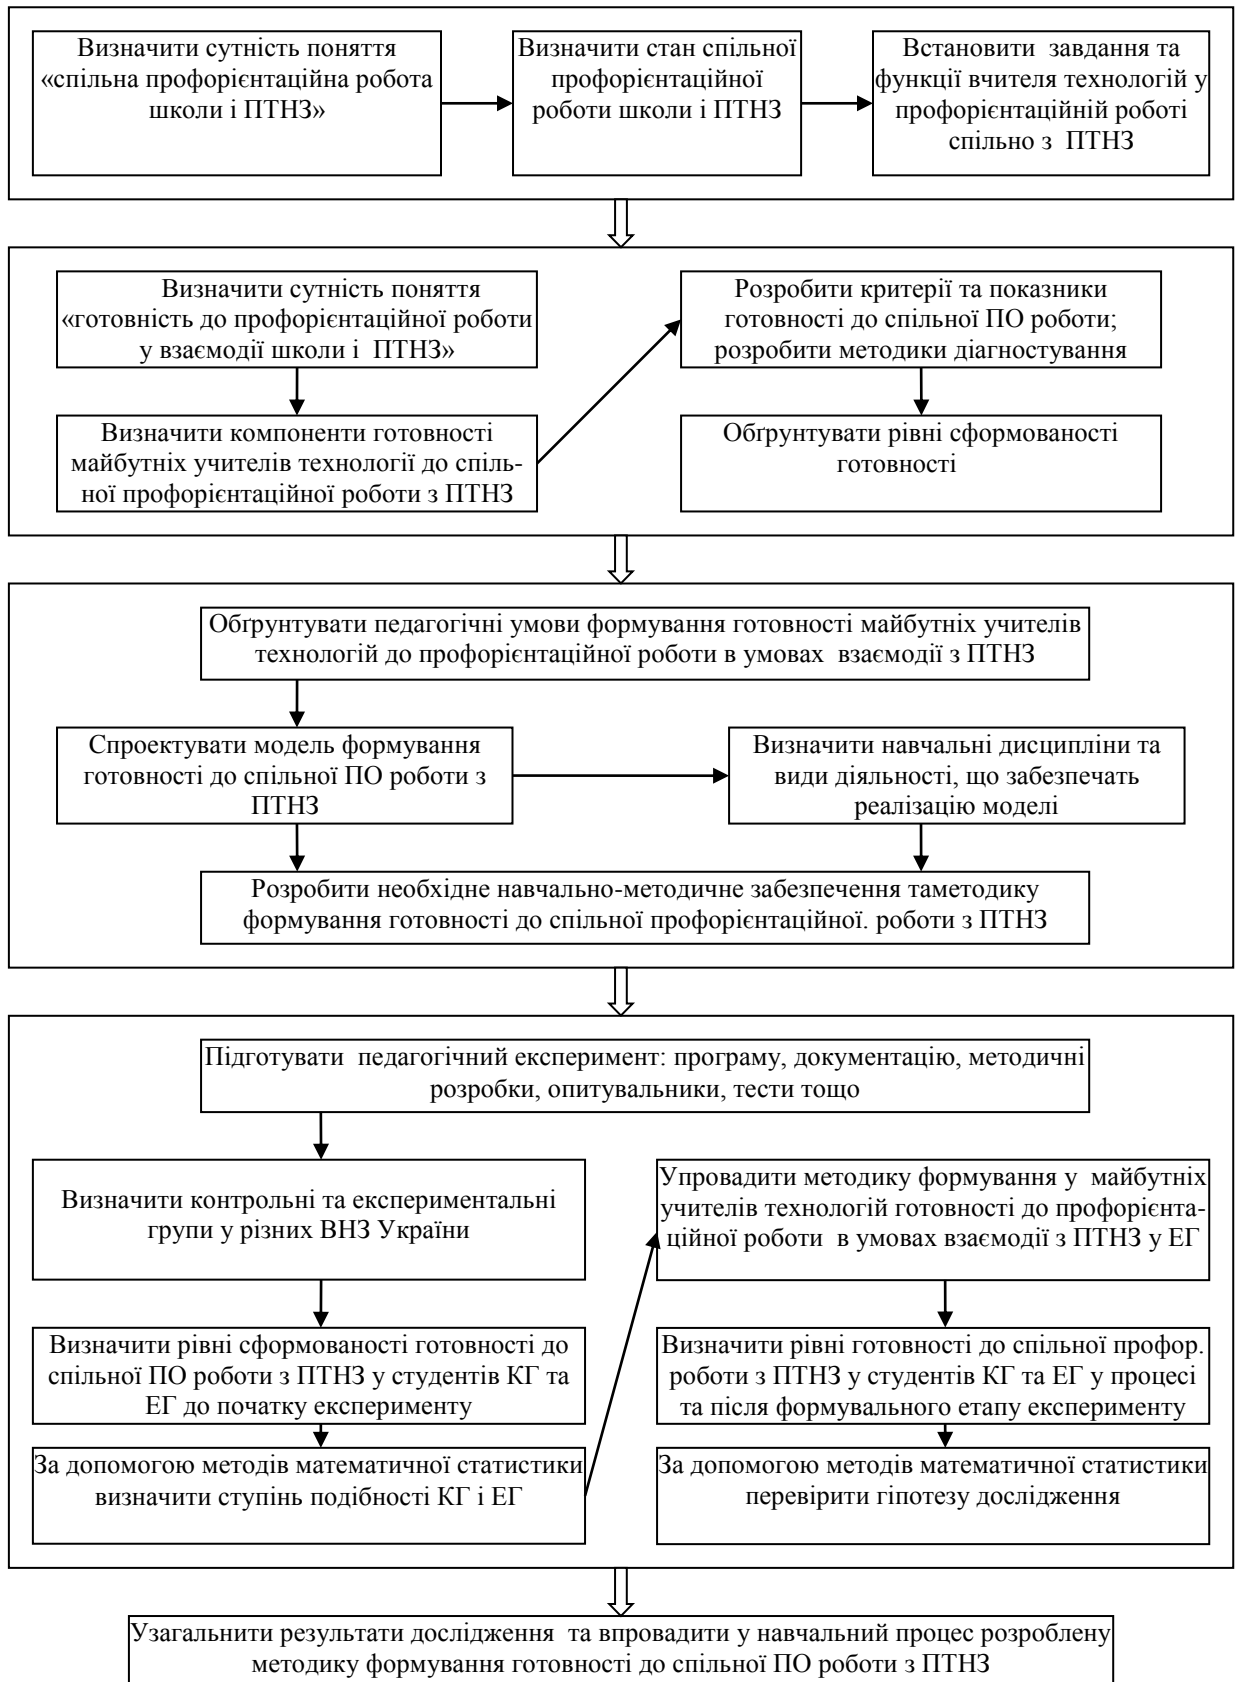 Визначити сутність поняття
«спільна профорієнтаційна робота
школи і ПТНЗ»
Визначити стан спільної
профорієнтаційної
роботи школи і ПТНЗ
Встановити завдання та
функції вчителя технологій у
профорієнтаційній роботі
спільно з ПТНЗ
Визначити сутність поняття
«готовність до профорієнтаційної роботи
у взаємодії школи і ПТНЗ»
Визначити компоненти готовності
майбутніх учителів технології до спіль-
ної профорієнтаційної роботи з ПТНЗ
Розробити критерії та показники
готовності до спільної ПО роботи;
розробити методики діагностування
Обґрунтувати рівні сформованості
готовності
Обґрунтувати педагогічні умови формування готовності майбутніх учителів
технологій до профорієнтаційної роботи в умовах взаємодії з ПТНЗ
Спроектувати модель формування
готовності до спільної ПО роботи з
ПТНЗ
Визначити навчальні дисципліни та
види діяльності, що забезпечать
реалізацію моделі
Розробити необхідне навчально-методичне забезпечення таметодику
формування готовності до спільної профорієнтаційної. роботи з ПТНЗ
Підготувати педагогічний експеримент: програму, документацію, методичні
розробки, опитувальники, тести тощо
Визначити контрольні та експериментальні
групи у різних ВНЗ України
Визначити рівні сформованості готовності до
спільної ПО роботи з ПТНЗ у студентів КГ та
ЕГ до початку експерименту
За допомогою методів математичної статистики
визначити ступінь подібності КГ і ЕГ
Упровадити методику формування у майбутніх
учителів технологій готовності до профорієнта-
ційної роботи в умовах взаємодії з ПТНЗ у ЕГ
Визначити рівні готовності до спільної профор.
роботи з ПТНЗ у студентів КГ та ЕГ у процесі
та після формувального етапу експерименту
За допомогою методів математичної статистики
перевірити гіпотезу дослідження
Узагальнити результати дослідження та впровадити у навчальний процес розроблену
методику формування готовності до спільної ПО роботи з ПТНЗ